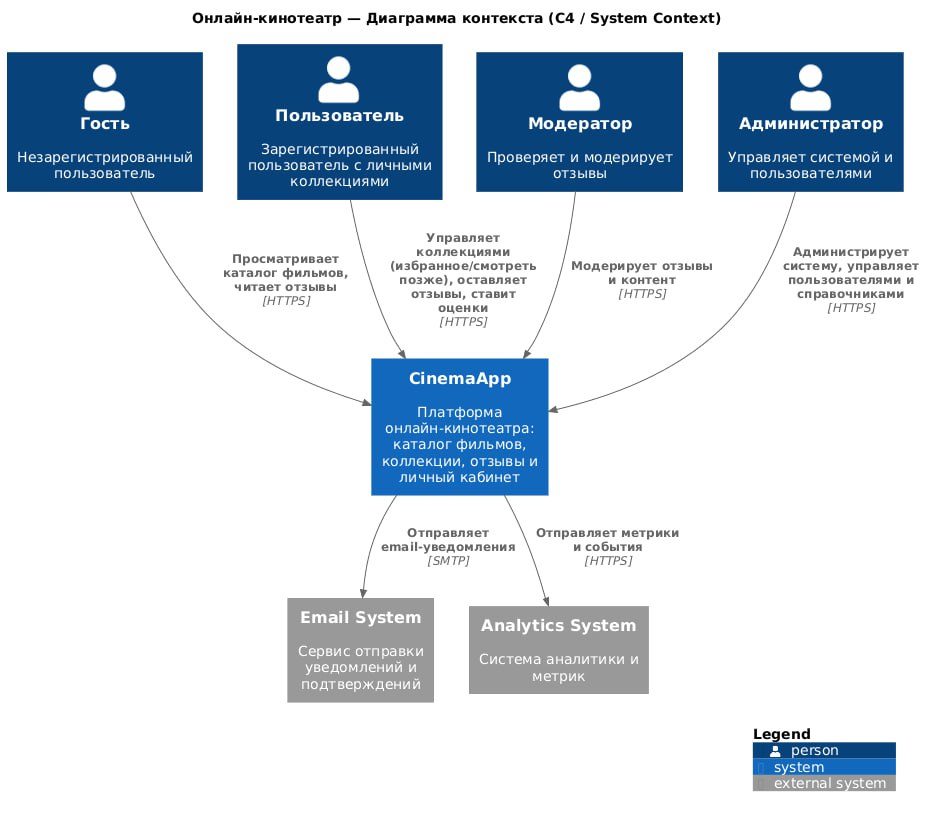 Онлайн-кинотеатр — Диаграмма контекста (C4 / System Context)
Гость
Незарегистрированный
пользователь
Пользователь
Зарегистрированный
пользователь с личными
коллекциями
Модератор
Проверяет и модерирует
отзывы
Администратор
Управляет системой и
пользователями
Просматривает
каталог фильмов,
читает отзывы
[HTTPS]
Управляет
коллекциями
(избранное/смотреть
позже), оставляет
отзывы, ставит
оценки
[HTTPS]
Модерирует отзывы
и контент
[HTTPS]
Администрирует
систему, управляет
пользователями и
справочниками
[HTTPS]
CinemaApp
Платформа
онлайн-кинотеатра:
каталог фильмов,
коллекции, отзывы и
личный кабинет
Отправляет
email-уведомления
[SMTP]
Отправляет метрики
и события
[HTTPS]
Email System
Сервис отправки
уведомлений и
подтверждений
Analytics System
Система аналитики и
метрик
Legend
person
system
external system